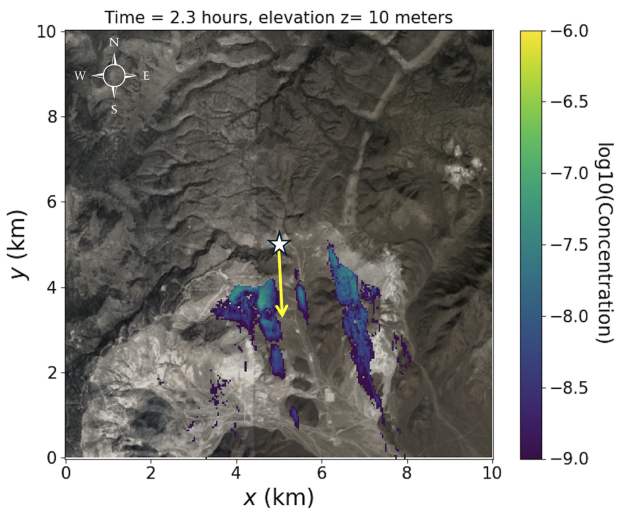 Time = 2.3 hours, elevation z= 10 meters
N
W E
S
10
8
6
4
2
0
y (km)
0 2 4 6 8 10
x (km)
−6.0
−6.5
−7.0
−7.5
−8.0
−8.5
−9.0
log10(Concentration)